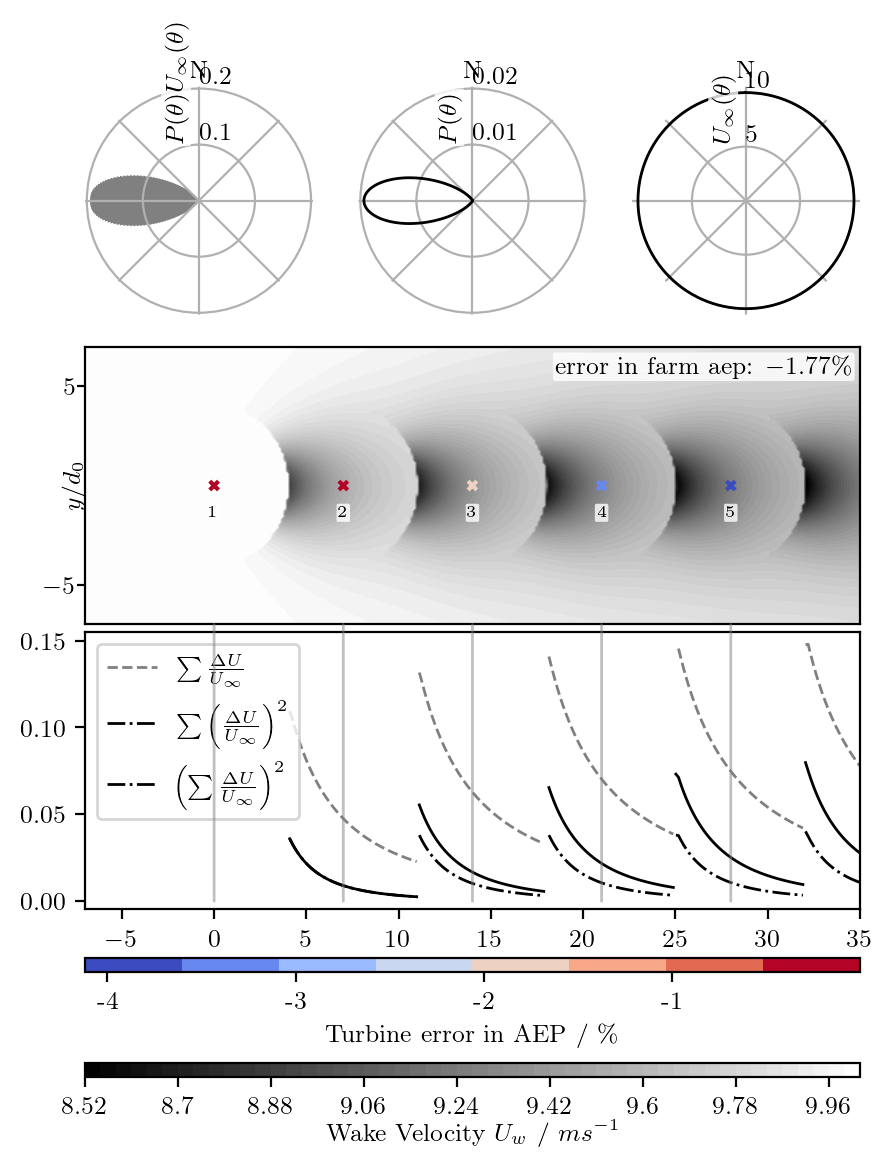 P(θ)U∞(θ)
N
0.2
0.1
P(θ)
N
0.02
0.01
U∞(θ)
N
10
5
error in farm aep: −1.77%
5
y/d₀
−5
1 2 3 4 5
0.15
0.10
0.05
0.00
∑ ΔU/U∞
∑ (ΔU/U∞)²
(∑ ΔU/U∞)²
−5 0 5 10 15 20 25 30 35
-4 -3 -2 -1
Turbine error in AEP / %
8.52 8.7 8.88 9.06 9.24 9.42 9.6 9.78 9.96
Wake Velocity U_w / ms⁻¹